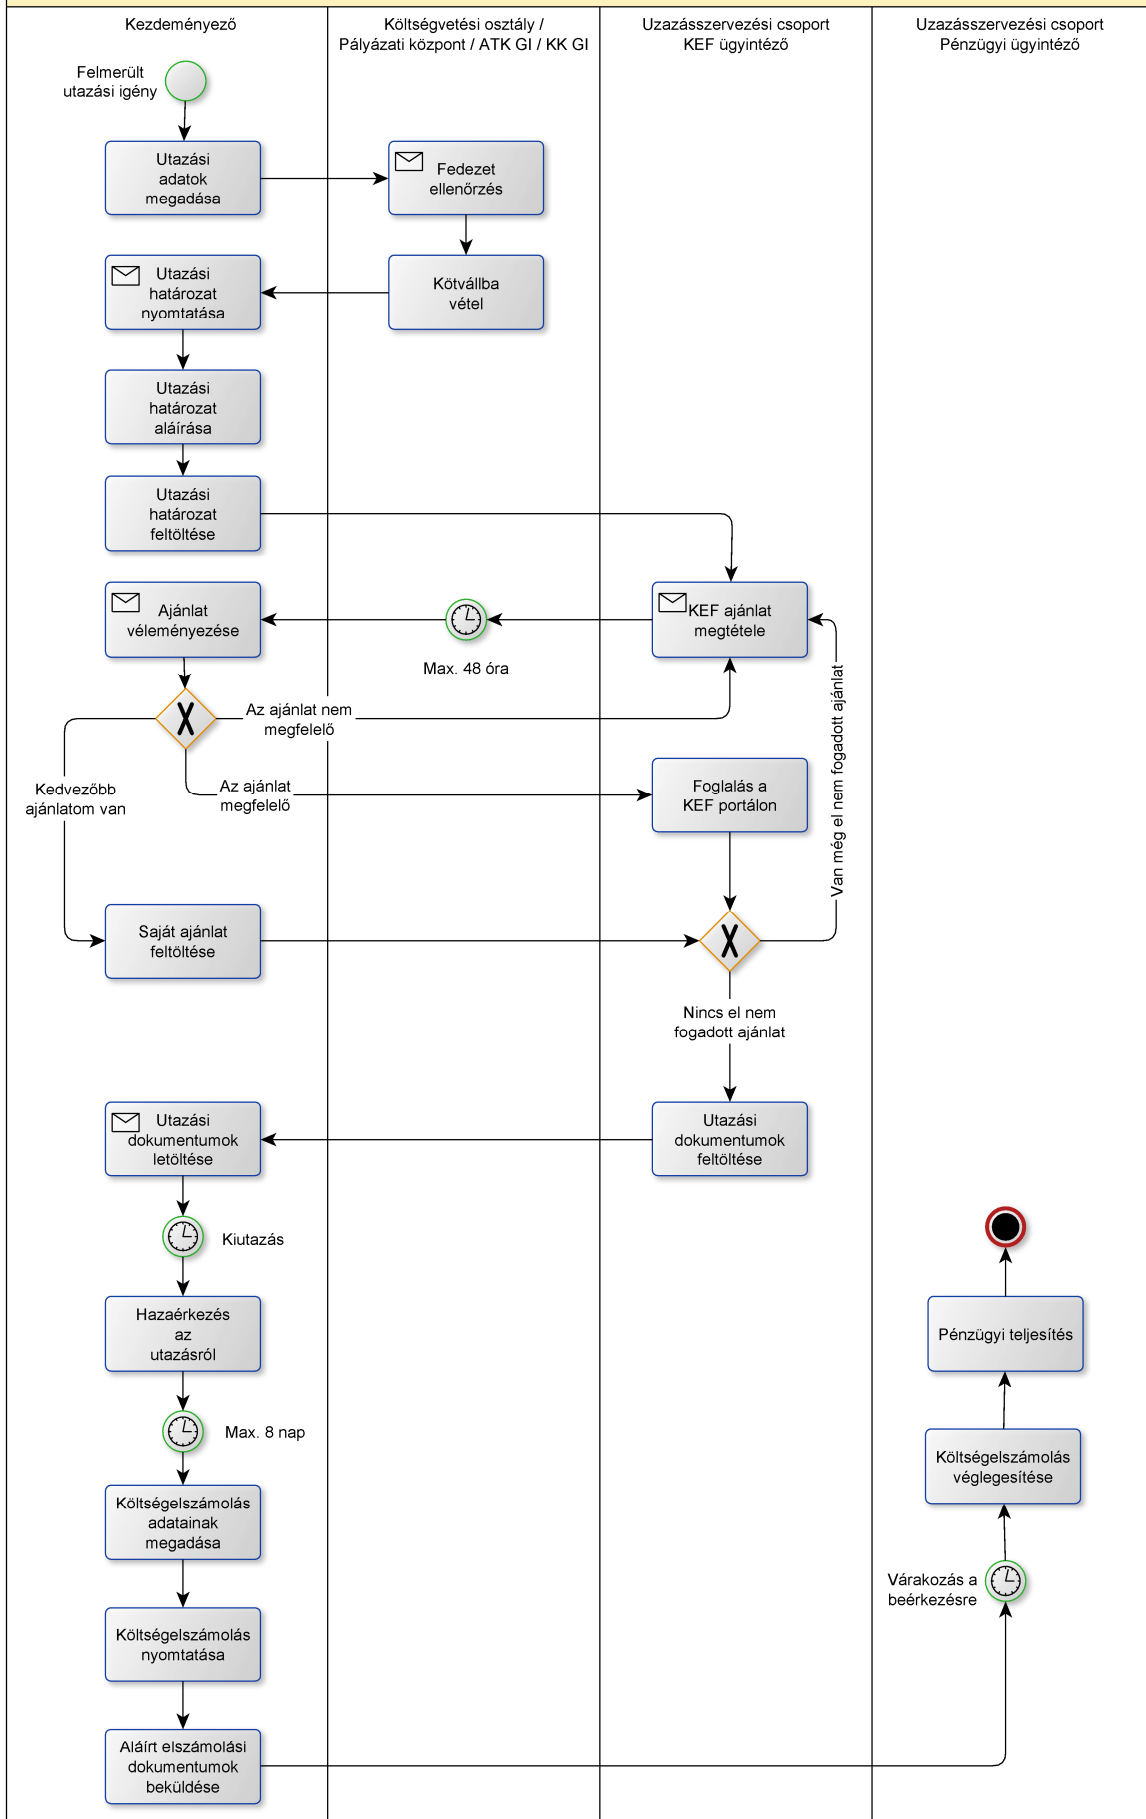 Kezdeményező
Költségvetési osztály /
Pályázati központ / ATK GI / KK GI
Uzazásszervezési csoport
KEF ügyintéző
Uzazásszervezési csoport
Pénzügyi ügyintéző
Felmerült
utazási igény
Utazási
adatok
megadása
Fedezet
ellenőrzés
Utazási
határozat
nyomtatása
Kötvállba
vétel
Utazási
határozat
aláírása
Utazási
határozat
feltöltése
Ajánlat
véleményezése
Max. 48 óra
KEF ajánlat
megtétele
Az ajánlat nem
megfelelő
Van még el nem fogadott ajánlat
Kedvezőbb
ajánlatom van
Az ajánlat
megfelelő
Foglalás a
KEF portálon
Saját ajánlat
feltöltése
Nincs el nem
fogadott ajánlat
Utazási
dokumentumok
letöltése
Utazási
dokumentumok
feltöltése
Kiutazás
Hazaérkezés
az
utazásról
Pénzügyi teljesítés
Max. 8 nap
Költségelszámolás
véglegesítése
Költségelszámolás
adatainak
megadása
Várakozás a
beérkezésre
Költségelszámolás
nyomtatása
Aláírt elszámolási
dokumentumok
beküldése